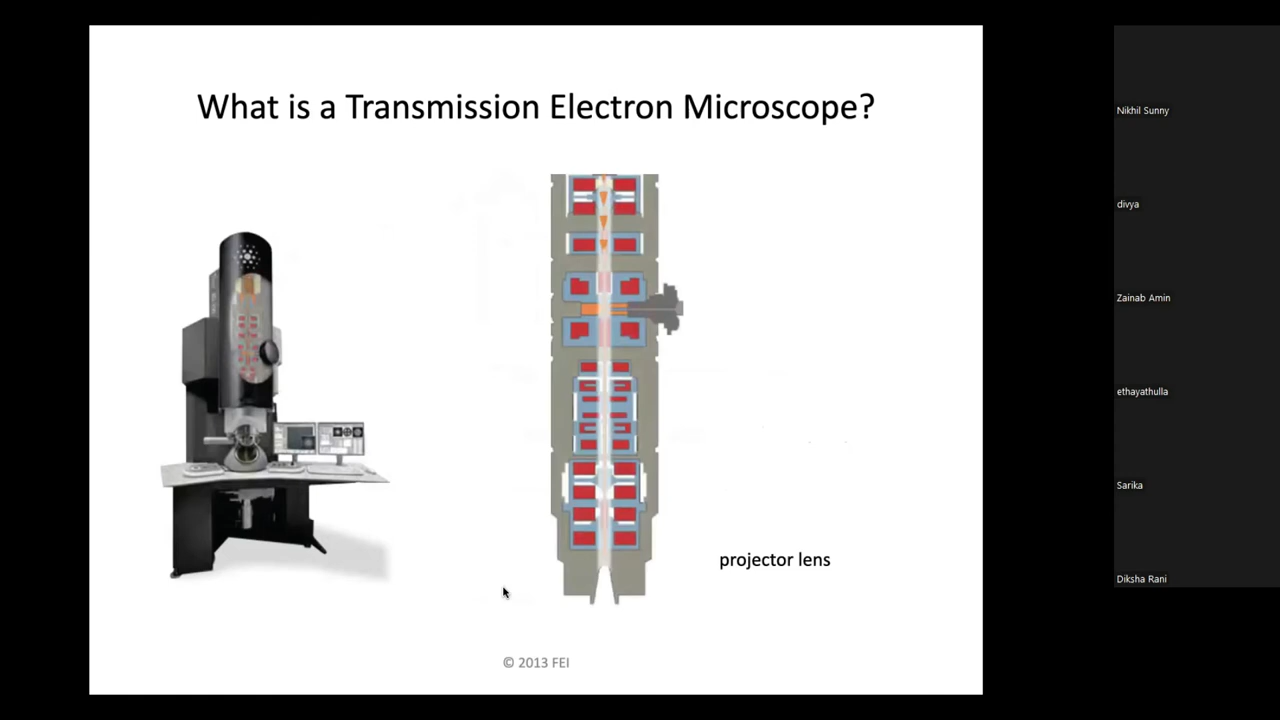 What is a Transmission Electron Microscope?
projector lens
© 2013 FEI
Nikhil Sunny
divya
Zainab Amin
ethayathulla
Sarika
Diksha Rani